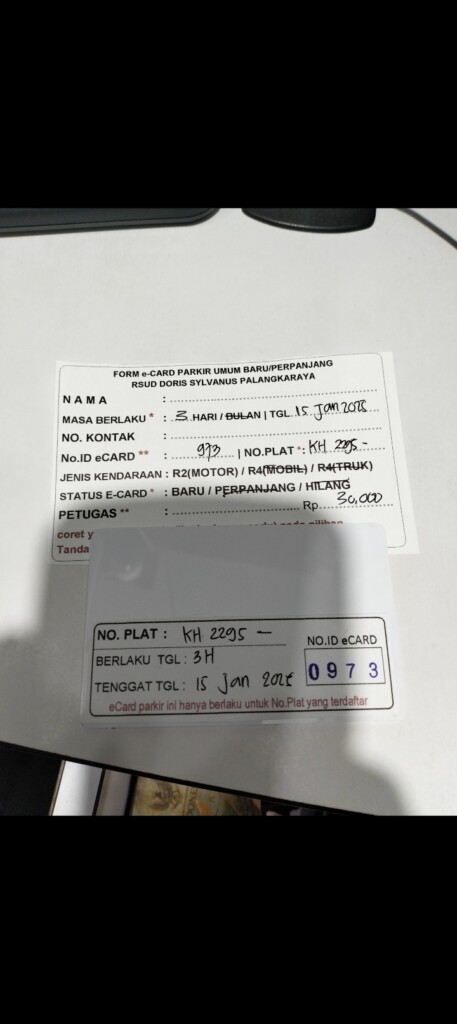 FORM e-CARD PARKIR UMUM BARU/PERPANJANG
RSUD DORIS SYLVANUS PALANGKARAYA
NAMA :
MASA BERLAKU * : 3 HARI / BULAN | TGL. 15 Jan 2026
NO. KONTAK :
No.ID eCARD ** : 973 | NO.PLAT *: KH 2295 -
JENIS KENDARAAN : R2(MOTOR) / R4(MOBIL) / R4(TRUK)
STATUS E-CARD * : BARU / PERPANJANG / HILANG
PETUGAS ** : Rp. 30,000
coret y
Tanda
NO. PLAT : KH 2295 -
BERLAKU TGL : 3H
TENGGAT TGL : 15 Jan 2026
NO.ID eCARD
0973
eCard parkir ini hanya berlaku untuk No.Plat yang terdaftar